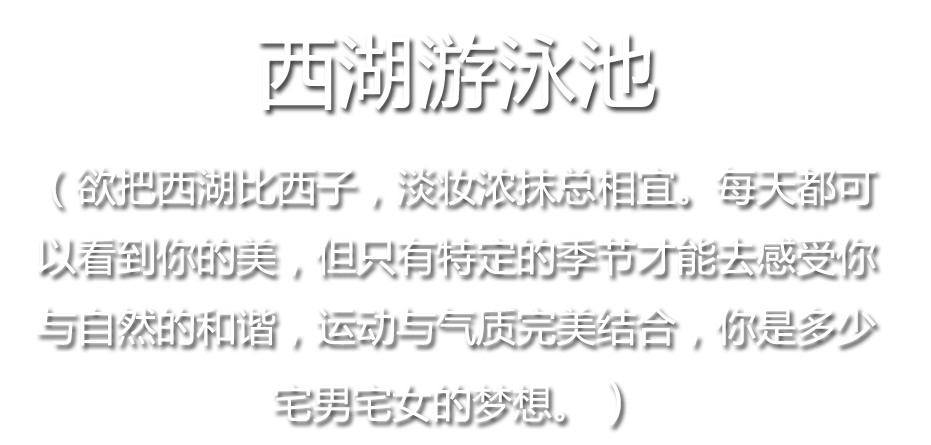 西湖游泳池
（欲把西湖比西子，淡妆浓抹总相宜。每天都可
以看到你的美，但只有特定的季节才能去感受你
与自然的和谐，运动与气质完美结合，你是多少
宅男宅女的梦想。）